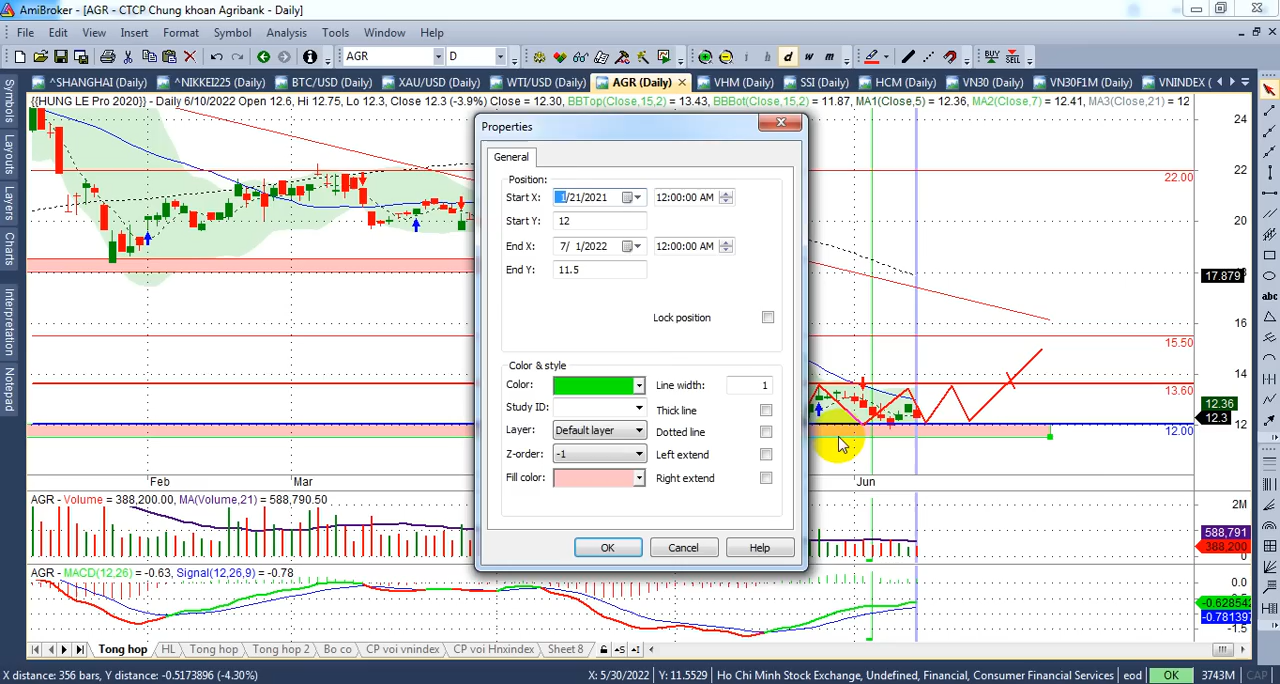 AmiBroker - [AGR - CTCP Chung khoan Agribank - Daily]
File Edit View Insert Format Symbol Analysis Tools Window Help
AGR D i h d w m BUY SELL
^SHANGHAI (Daily) ^NIKKEI225 (Daily) BTC/USD (Daily) XAU/USD (Daily) WTI/USD (Daily) AGR (Daily) VHM (Daily) SSI (Daily) HCM (Daily) VN30 (Daily) VN30F1M (Daily) VNINDEX (
{{HUNG LE Pro 2020}} - Daily 6/10/2022 Open 12.6, Hi 12.75, Lo 12.3, Close 12.3 (-3.9%) Close = 12.30, BBTop(Close,15,2) = 13.43, BBBot(Close,15,2) = 11.87, MA1(Close,5) = 12.36, MA2(Close,7) = 12.41, MA3(Close,21) = 12
Symbols
Layouts
Layers
Charts
Interpretation
Notepad
Properties
General
Position:
Start X: 1/21/2021 12:00:00 AM
Start Y: 12
End X: 7/ 1/2022 12:00:00 AM
End Y: 11.5
Lock position
Color & style
Color: Line width: 1
Study ID: Thick line
Layer: Default layer Dotted line
Z-order: -1 Left extend
Fill color: Right extend
OK Cancel Help
24
22
22.00
20
17.879
16
15.50
14
13.60
12.36
12.3
12
12.00
abc
Feb Mar Jun
AGR - Volume = 388,200.00, MA(Volume,21) = 588,790.50
2M
588,791
388,200
AGR - MACD(12,26) = -0.63, Signal(12,26,9) = -0.78
0.0
-0.628542
-0.781397
-1.5
Tong hop HL Tong hop Tong hop 2 Bo co CP voi vnindex CP voi Hnxindex Sheet 8
X distance: 356 bars, Y distance: -0.5173896 (-4.30%) X: 5/30/2022 Y: 11.5529 Ho Chi Minh Stock Exchange, Undefined, Financial, Consumer Financial Services eod OK 3743M CAP